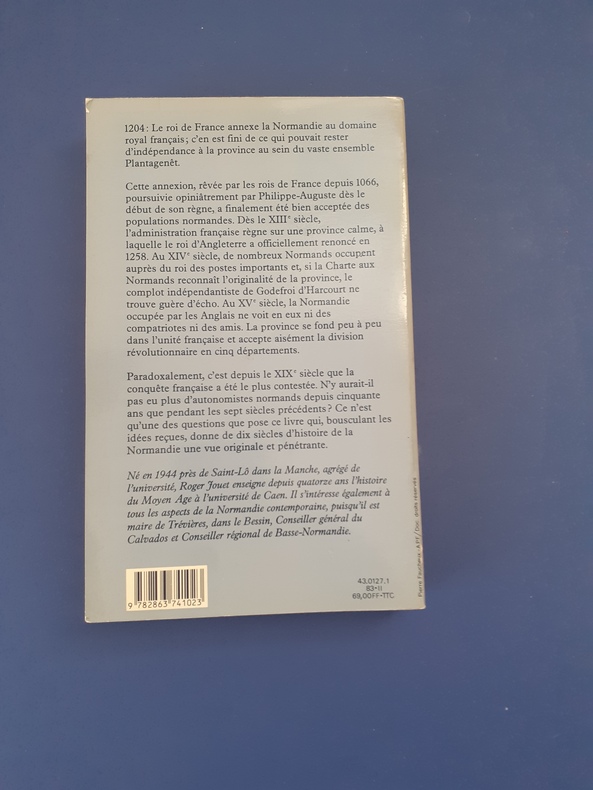 1204 : Le roi de France annexe la Normandie au domaine
royal français ; c'en est fini de ce qui pouvait rester
d'indépendance à la province au sein du vaste ensemble
Plantagenêt.
Cette annexion, rêvée par les rois de France depuis 1066,
poursuivie opiniâtrement par Philippe-Auguste dès le
début de son règne, a finalement été bien acceptée des
populations normandes. Dès le XIIIe siècle,
l'administration française règne sur une province calme, à
laquelle le roi d'Angleterre a officiellement renoncé en
1258. Au XIVe siècle, de nombreux Normands occupent
auprès du roi des postes importants et, si la Charte aux
Normands reconnaît l'originalité de la province, le
complot indépendantiste de Godefroi d'Harcourt ne
trouve guère d'écho. Au XVe siècle, la Normandie
occupée par les Anglais ne voit en eux ni des
compatriotes ni des amis. La province se fond peu à peu
dans l'unité française et accepte aisément la division
révolutionnaire en cinq départements.
Paradoxalement, c'est depuis le XIXe siècle que la
conquête française a été le plus contestée. N'y aurait-il
pas eu plus d'autonomistes normands depuis cinquante
ans que pendant les sept siècles précédents ? Ce n'est
qu'une des questions que pose ce livre qui, bousculant les
idées reçues, donne de dix siècles d'histoire de la
Normandie une vue originale et pénétrante.
Né en 1944 près de Saint-Lô dans la Manche, agrégé de
l'université, Roger Jouet enseigne depuis quatorze ans l'histoire
du Moyen Age à l'université de Caen. Il s'intéresse également à
tous les aspects de la Normandie contemporaine, puisqu'il est
maire de Trévières, dans le Bessin, Conseiller général du
Calvados et Conseiller régional de Basse-Normandie.
9 782863 741023
43.0127.1
83-II
69,00FF-TTC
droits réservés